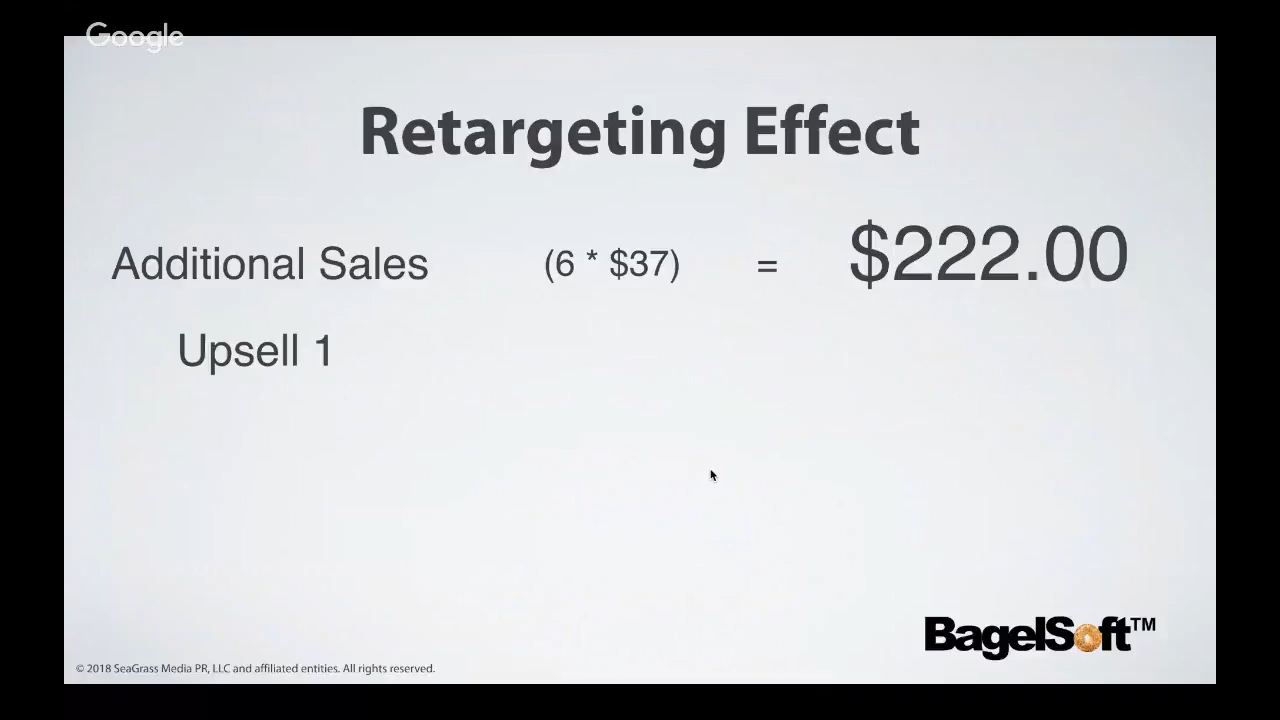 Google
Retargeting Effect
Additional Sales (6 * $37) = $222.00
Upsell 1
BagelSoft™
© 2018 SeaGrass Media PR, LLC and affiliated entities. All rights reserved.